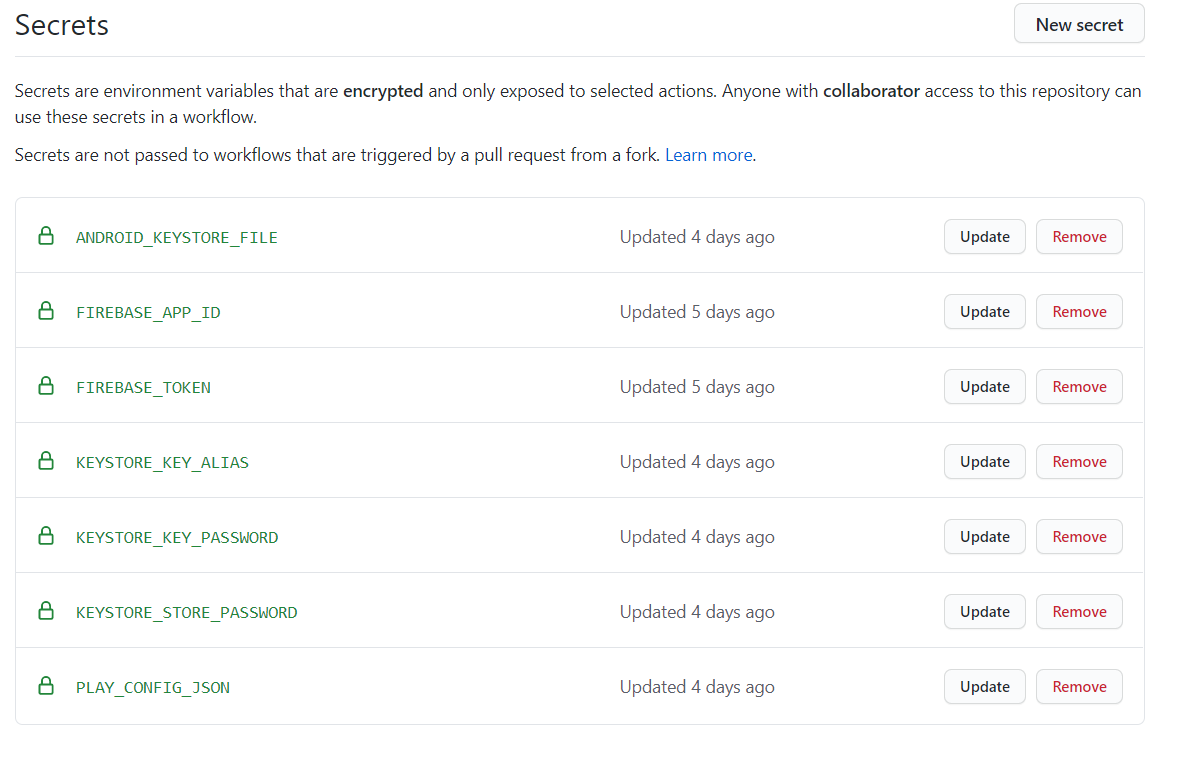 Secrets
New secret
Secrets are environment variables that are encrypted and only exposed to selected actions. Anyone with collaborator access to this repository can
use these secrets in a workflow.
Secrets are not passed to workflows that are triggered by a pull request from a fork. Learn more.
ANDROID_KEYSTORE_FILE Updated 4 days ago Update Remove
FIREBASE_APP_ID Updated 5 days ago Update Remove
FIREBASE_TOKEN Updated 5 days ago Update Remove
KEYSTORE_KEY_ALIAS Updated 4 days ago Update Remove
KEYSTORE_KEY_PASSWORD Updated 4 days ago Update Remove
KEYSTORE_STORE_PASSWORD Updated 4 days ago Update Remove
PLAY_CONFIG_JSON Updated 4 days ago Update Remove